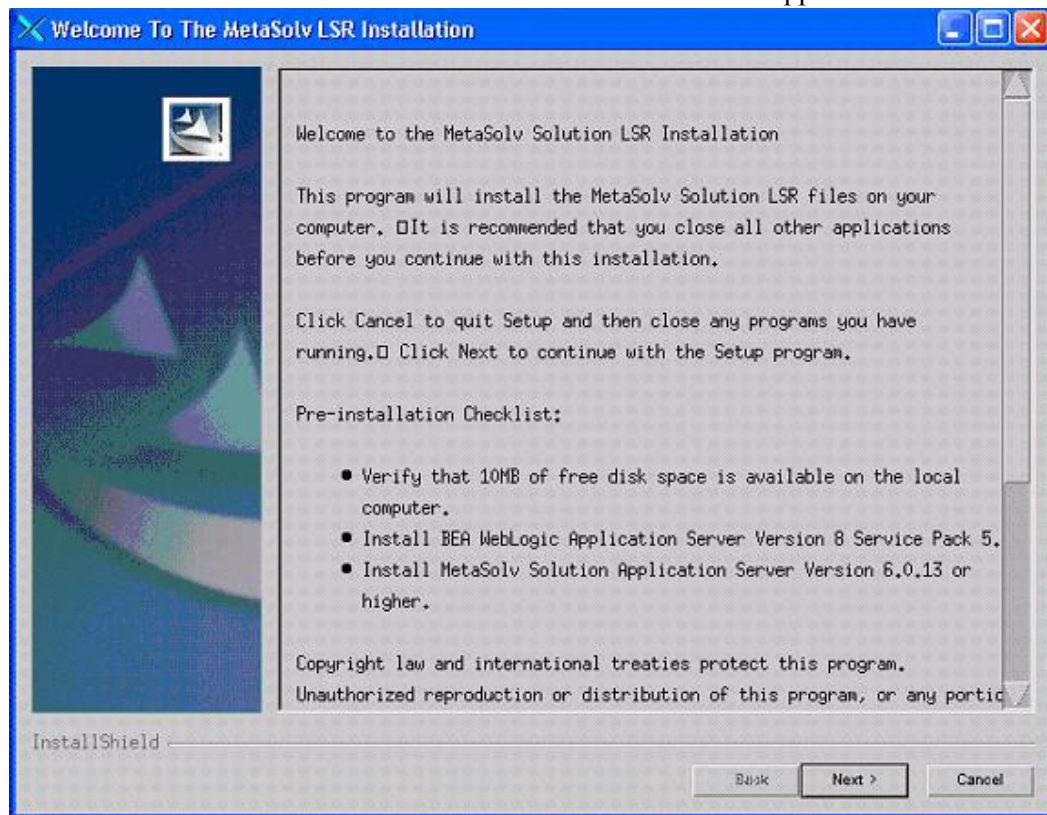 Welcome To The MetaSolv LSR Installation
Welcome to the MetaSolv Solution LSR Installation
This program will install the MetaSolv Solution LSR files on your
computer. □It is recommended that you close all other applications
before you continue with this installation.
Click Cancel to quit Setup and then close any programs you have
running.□ Click Next to continue with the Setup program.
Pre-installation Checklist:
● Verify that 10MB of free disk space is available on the local
computer.
● Install BEA WebLogic Application Server Version 8 Service Pack 5.
● Install MetaSolv Solution Application Server Version 6.0.13 or
higher.
Copyright law and international treaties protect this program.
Unauthorized reproduction or distribution of this program, or any portic
InstallShield
Back Next > Cancel